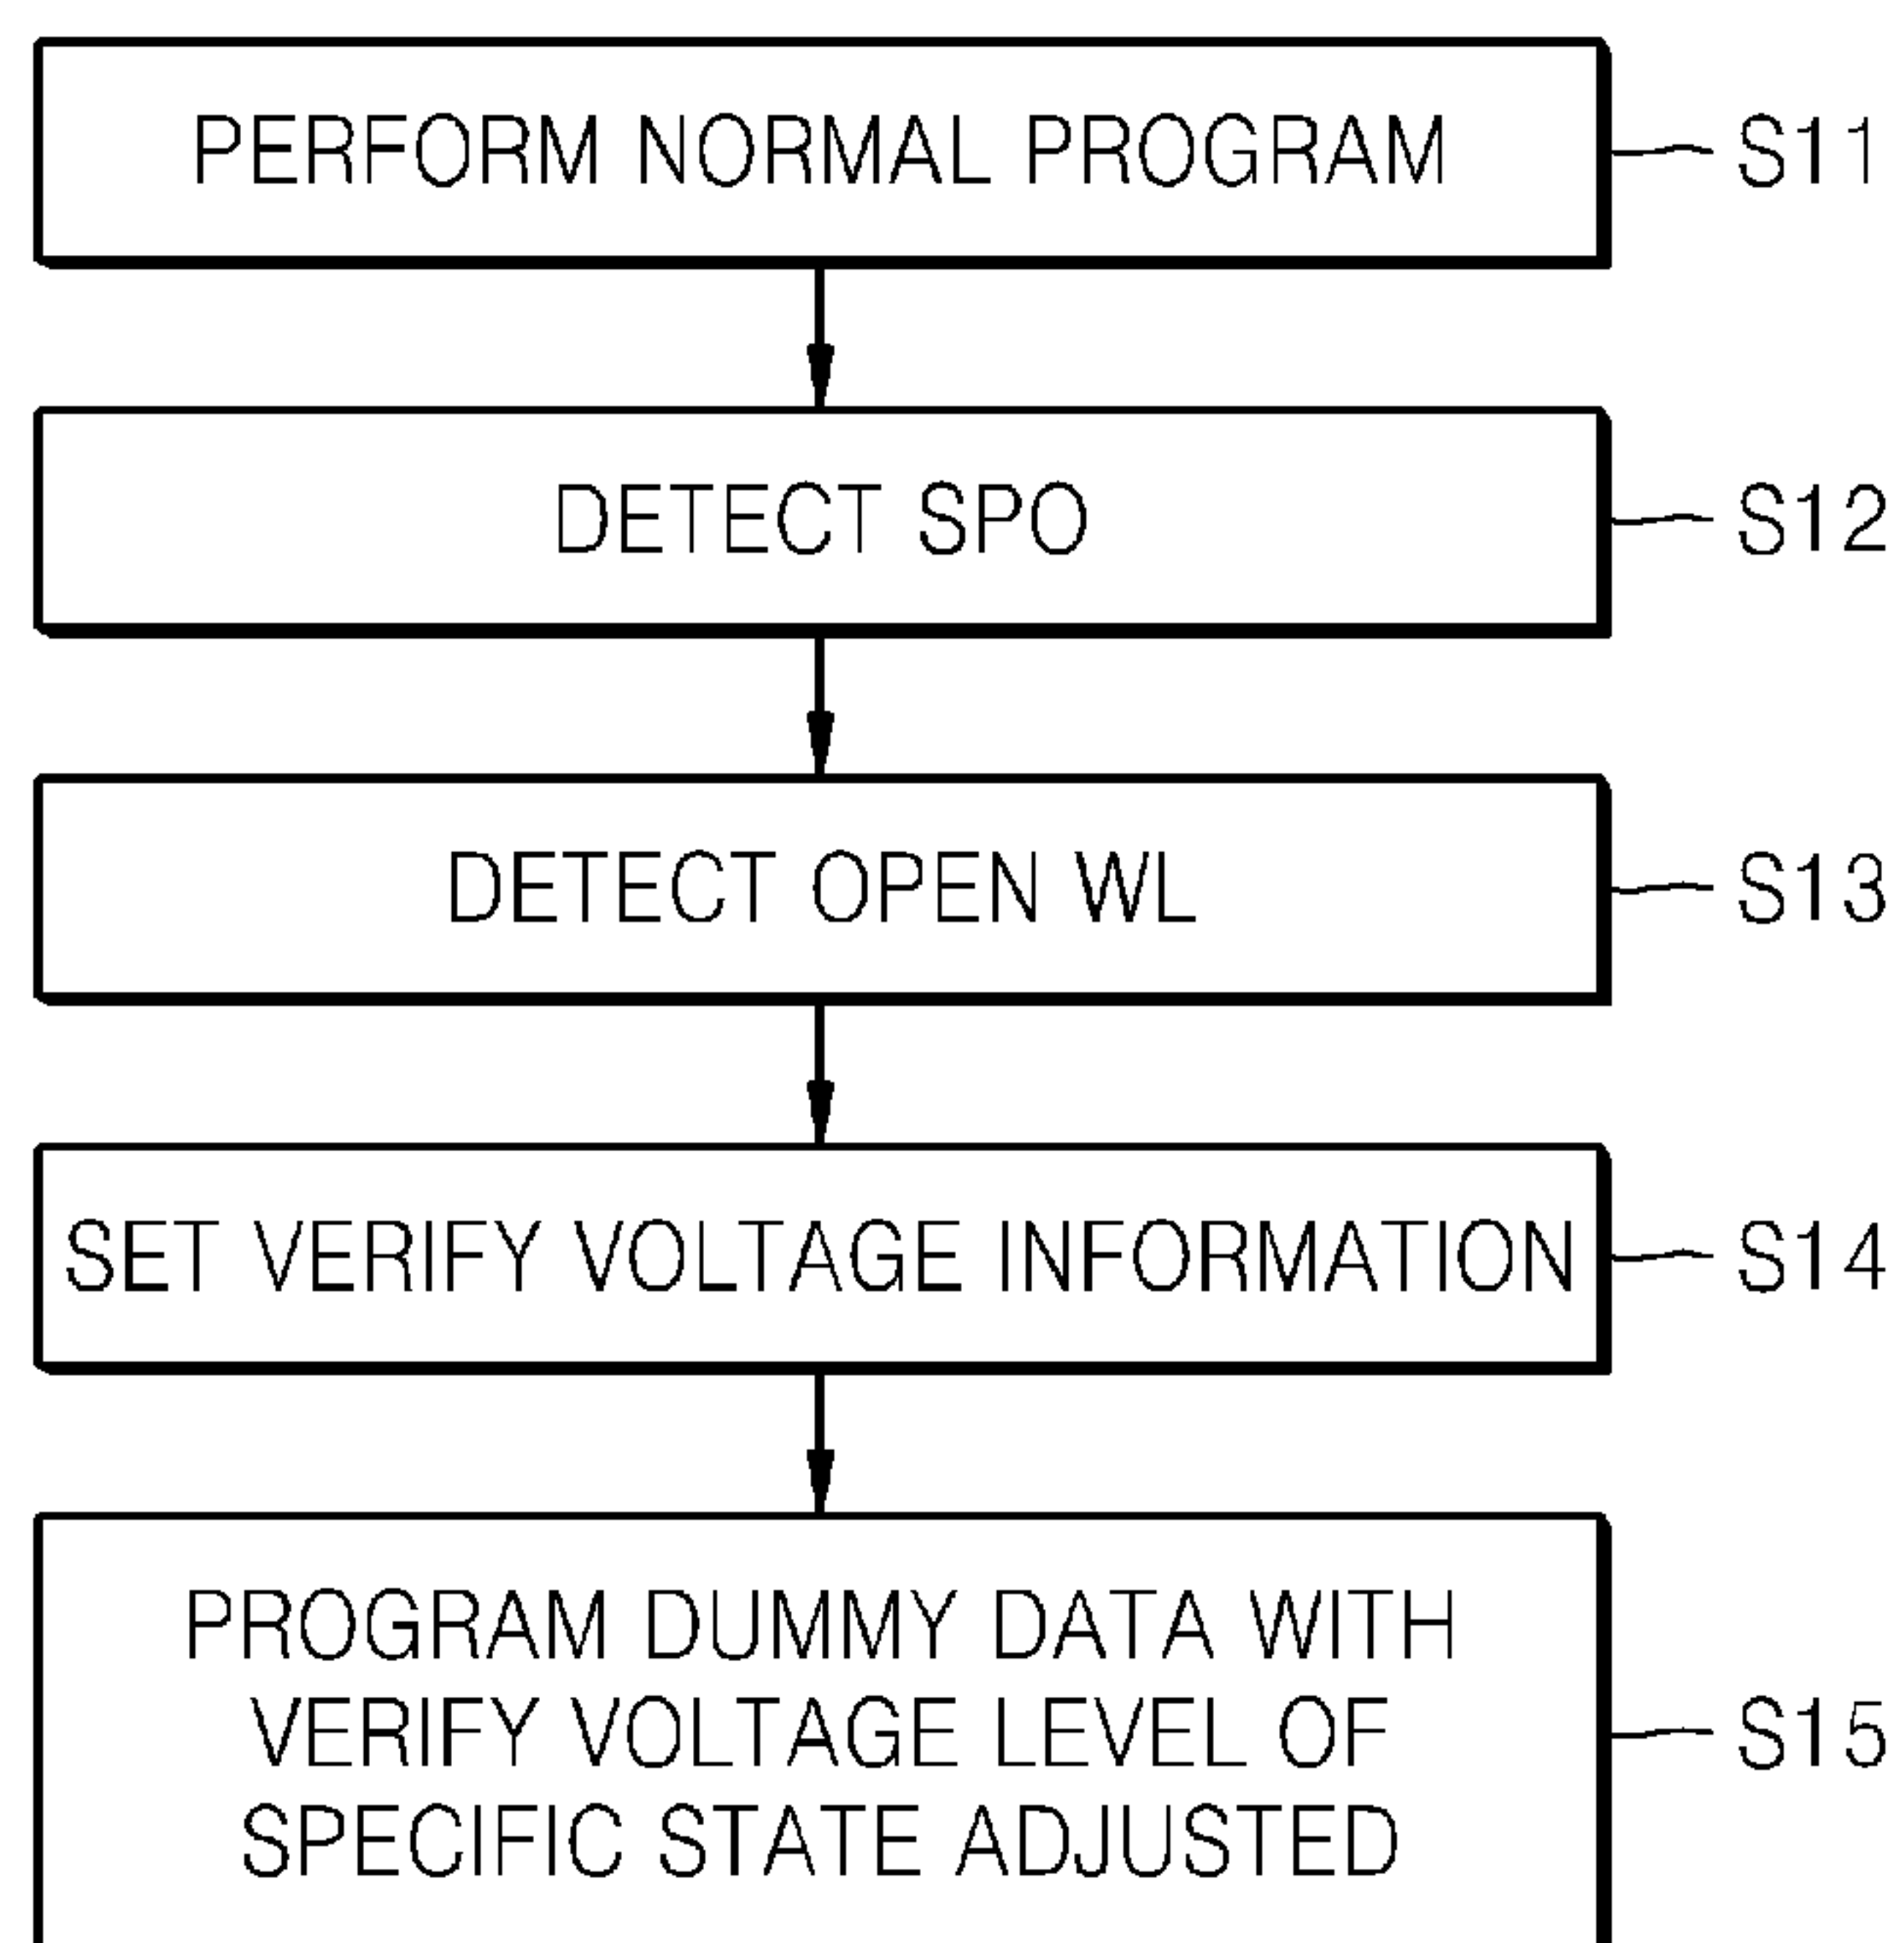 PERFORM NORMAL PROGRAM
S11
DETECT SPO
S12
DETECT OPEN WL
S13
SET VERIFY VOLTAGE INFORMATION
S14
PROGRAM DUMMY DATA WITH
VERIFY VOLTAGE LEVEL OF
SPECIFIC STATE ADJUSTED
S15